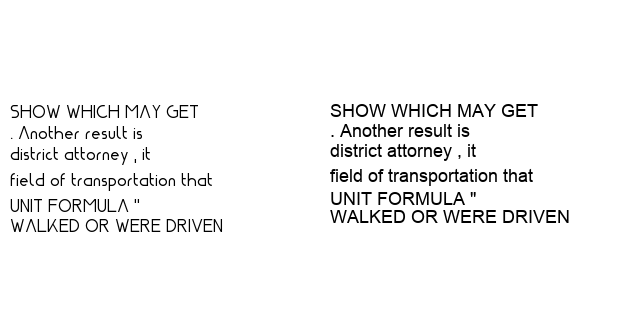 SHOW WHICH MAY GET
. Another result is
district attorney , it
field of transportation that
UNIT FORMULA "
WALKED OR WERE DRIVEN
SHOW WHICH MAY GET
. Another result is
district attorney , it
field of transportation that
UNIT FORMULA "
WALKED OR WERE DRIVEN